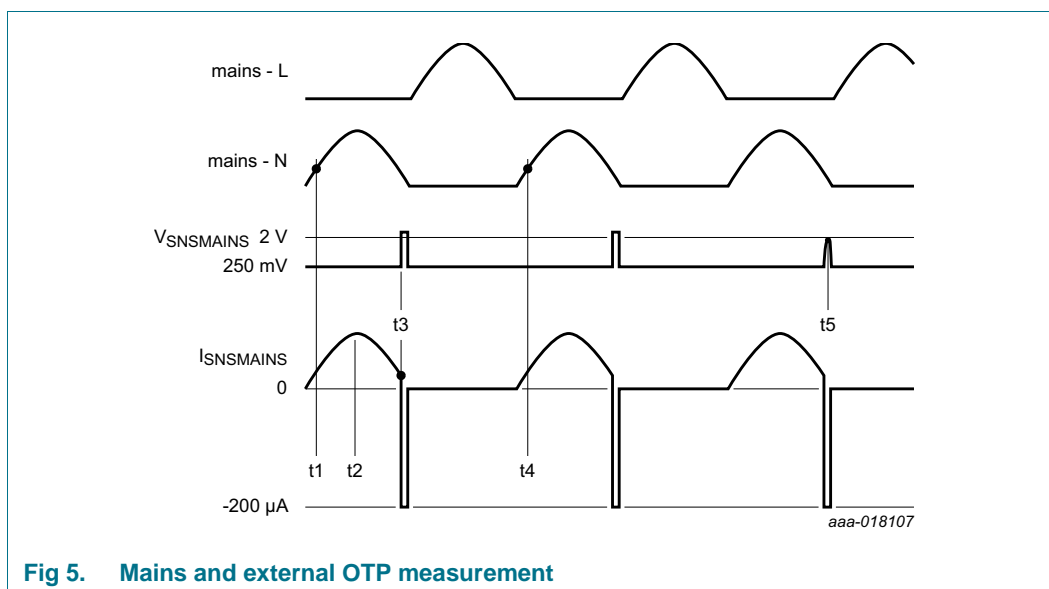 mains - L
mains - N
VSNSMAINS 2 V
250 mV
t3
t5
ISNSMAINS
0
t1
t2
t4
-200 µA
aaa-018107
Fig 5. Mains and external OTP measurement